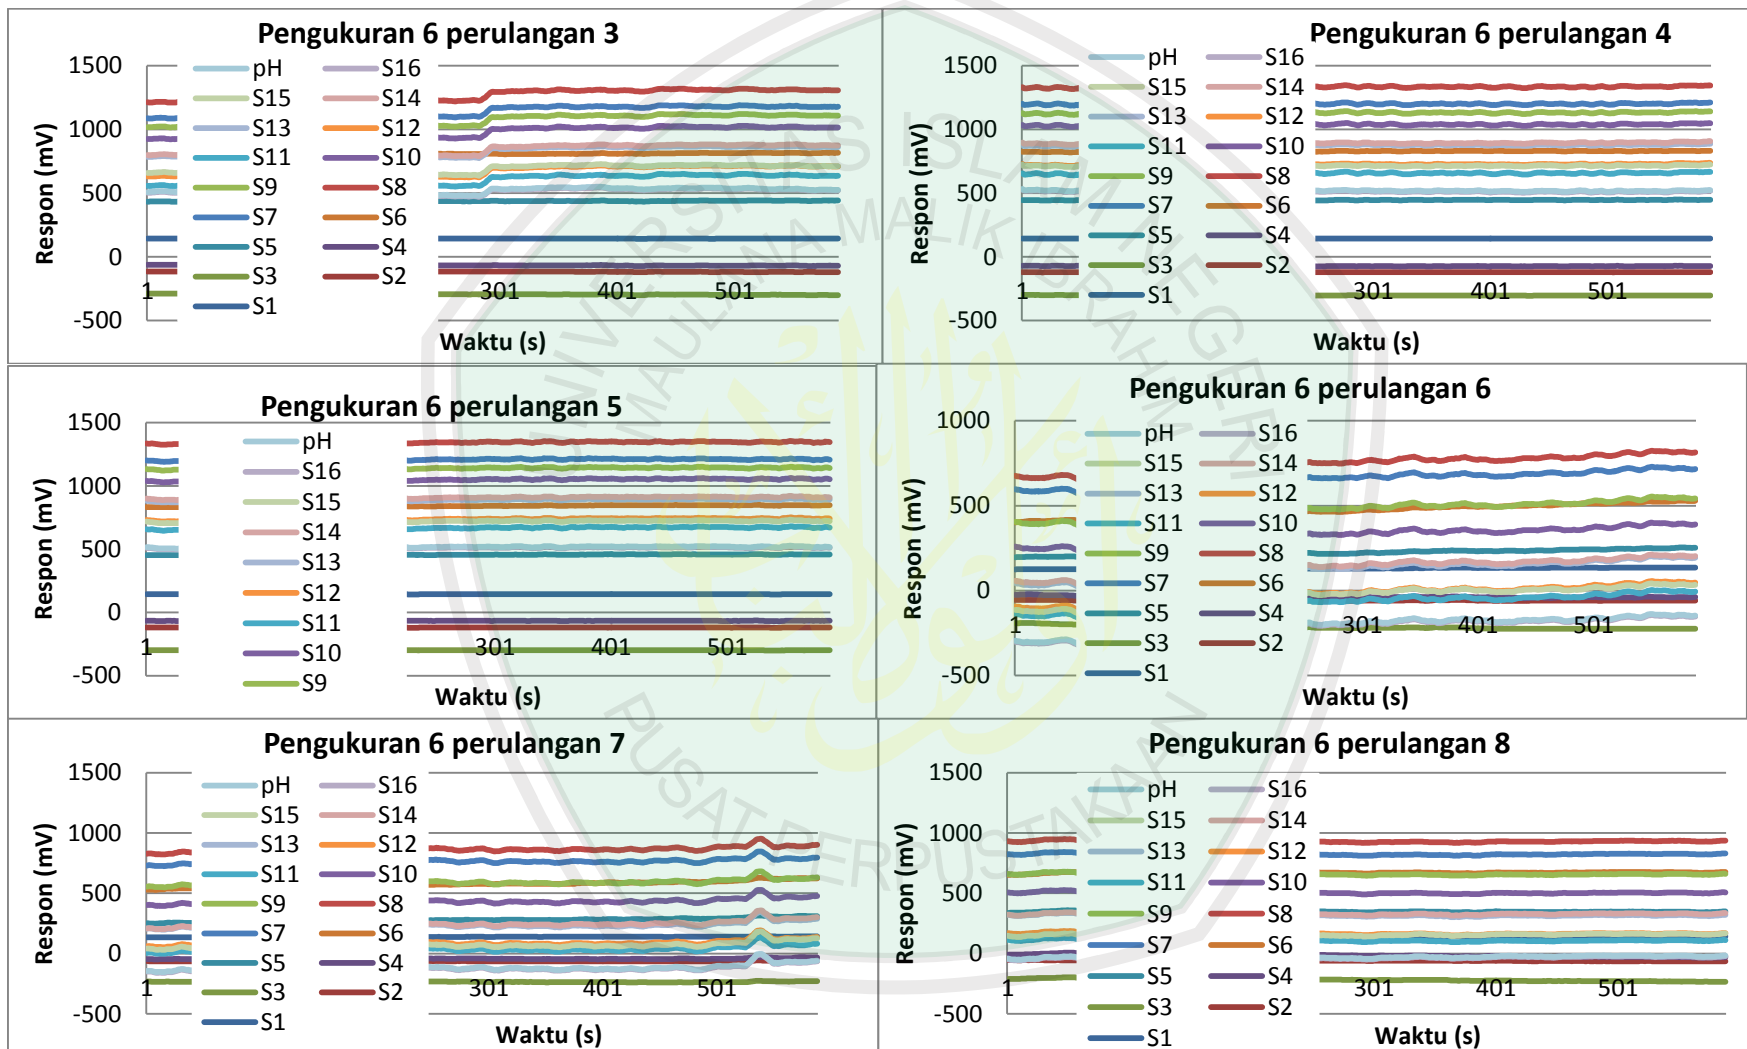 Pengukuran 6 perulangan 3
Respon (mV)
1500
1000
500
0
-500
pH S16
S15 S14
S13 S12
S11 S10
S9 S8
S7 S6
S5 S4
S3 S2
S1
1 301 401 501
Waktu (s)
Pengukuran 6 perulangan 4
Respon (mV)
1500
1000
500
0
-500
pH S16
S15 S14
S13 S12
S11 S10
S9 S8
S7 S6
S5 S4
S3 S2
S1
1 301 401 501
Waktu (s)
Pengukuran 6 perulangan 5
Respon (mV)
1500
1000
500
0
-500
pH
S16
S15
S14
S13
S12
S11
S10
S9
1 301 401 501
Waktu (s)
Pengukuran 6 perulangan 6
Respon (mV)
1000
500
0
-500
pH S16
S15 S14
S13 S12
S11 S10
S9 S8
S7 S6
S5 S4
S3 S2
S1
1 301 401 501
Waktu (s)
Pengukuran 6 perulangan 7
Respon (mV)
1500
1000
500
0
-500
pH S16
S15 S14
S13 S12
S11 S10
S9 S8
S7 S6
S5 S4
S3 S2
S1
1 301 401 501
Waktu (s)
Pengukuran 6 perulangan 8
Respon (mV)
1500
1000
500
0
-500
pH S16
S15 S14
S13 S12
S11 S10
S9 S8
S7 S6
S5 S4
S3 S2
S1
1 301 401 501
Waktu (s)
UNIVERSITAS ISLAM NEGERI
MAULANA MALIK IBRAHIM
PUSAT PERPUSTAKAAN